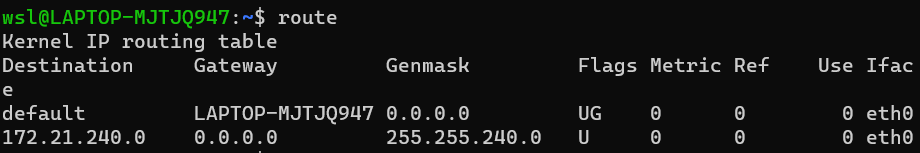 wsl@LAPTOP-MJTJQ947:~$ route
Kernel IP routing table
Destination     Gateway         Genmask         Flags Metric Ref    Use Ifac
e
default         LAPTOP-MJTJQ947 0.0.0.0         UG    0      0        0 eth0
172.21.240.0    0.0.0.0         255.255.240.0   U     0      0        0 eth0